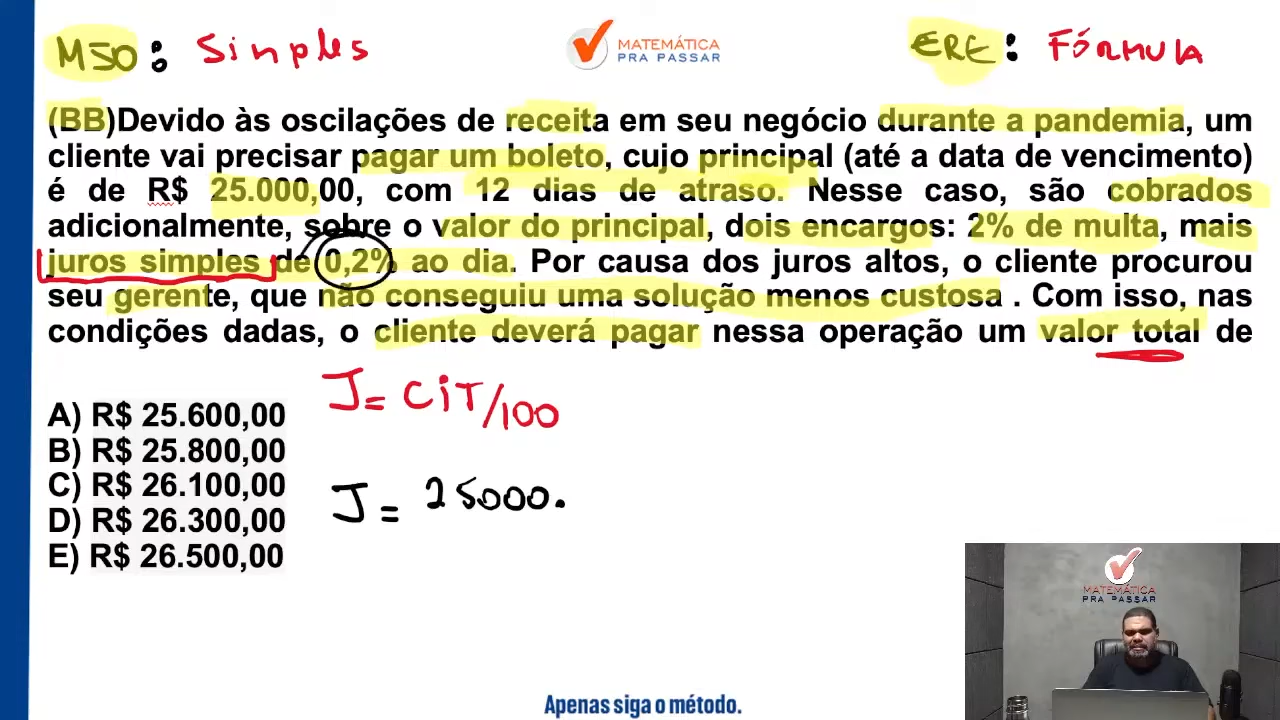 M50: Simples
MATEMÁTICA
PRA PASSAR
ERE: FÓRMULA
(BB)Devido às oscilações de receita em seu negócio durante a pandemia, um
cliente vai precisar pagar um boleto, cujo principal (até a data de vencimento)
é de R$ 25.000,00, com 12 dias de atraso. Nesse caso, são cobrados
adicionalmente, sobre o valor do principal, dois encargos: 2% de multa, mais
juros simples de 0,2% ao dia. Por causa dos juros altos, o cliente procurou
seu gerente, que não conseguiu uma solução menos custosa . Com isso, nas
condições dadas, o cliente deverá pagar nessa operação um valor total de
J= CiT/100
A) R$ 25.600,00
B) R$ 25.800,00
C) R$ 26.100,00
D) R$ 26.300,00
E) R$ 26.500,00
J = 25000.
MATEMÁTICA
PRA PASSAR
Apenas siga o método.